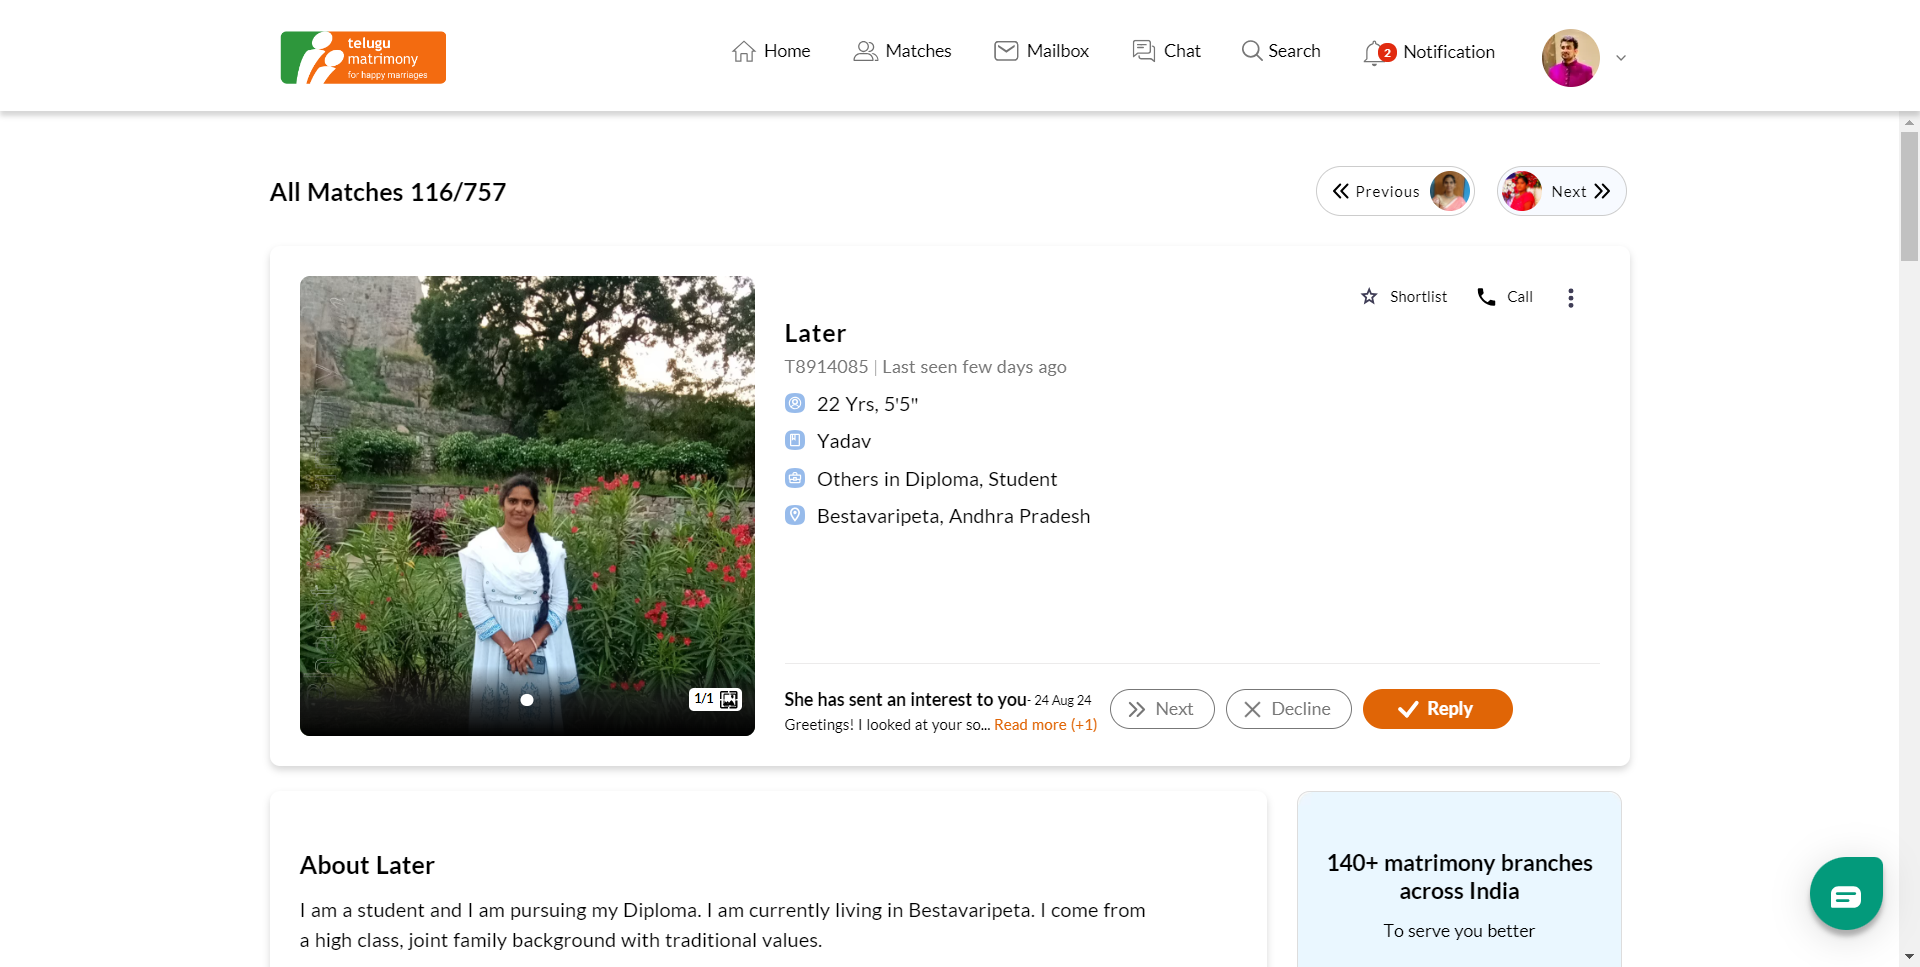 telugu
matrimony
for happy marriages
Home
Matches
Mailbox
Chat
Search
2
Notification
All Matches 116/757
Previous
Next
Shortlist
Call
Later
T8914085 | Last seen few days ago
22 Yrs, 5'5"
Yadav
Others in Diploma, Student
Bestavaripeta, Andhra Pradesh
1/1
She has sent an interest to you- 24 Aug 24
Greetings! I looked at your so... Read more (+1)
Next
Decline
Reply
About Later
I am a student and I am pursuing my Diploma. I am currently living in Bestavaripeta. I come from
a high class, joint family background with traditional values.
140+ matrimony branches
across India
To serve you better